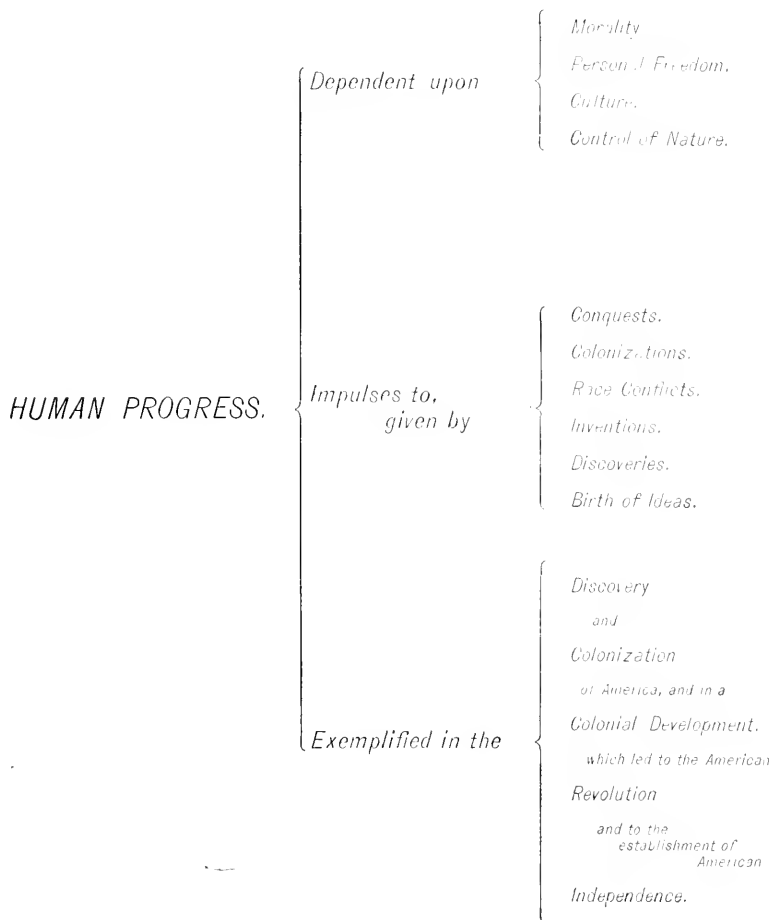 HUMAN PROGRESS.
Dependent upon
Morality
Personal Freedom.
Culture.
Control of Nature.
Impulses to,
given by
Conquests.
Colonizations.
Race Conflicts.
Inventions.
Discoveries.
Birth of Ideas.
Exemplified in the
Discovery
and
Colonization
of America, and in a
Colonial Development.
which led to the American
Revolution
and to the
establishment of
American
Independence.